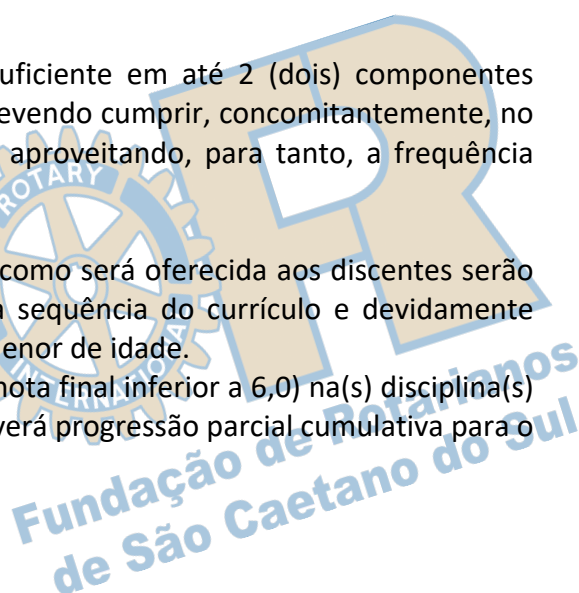 uficiente em até 2 (dois) componentes
evendo cumprir, concomitantemente, no
aproveitando, para tanto, a frequência
ROTARY
como será oferecida aos discentes serão
a sequência do currículo e devidamente
enor de idade.
nota final inferior a 6,0) na(s) disciplina(s)
verá progressão parcial cumulativa para o
INTERNATIONAL
Fundação de Rotarianos
de São Caetano do Sul